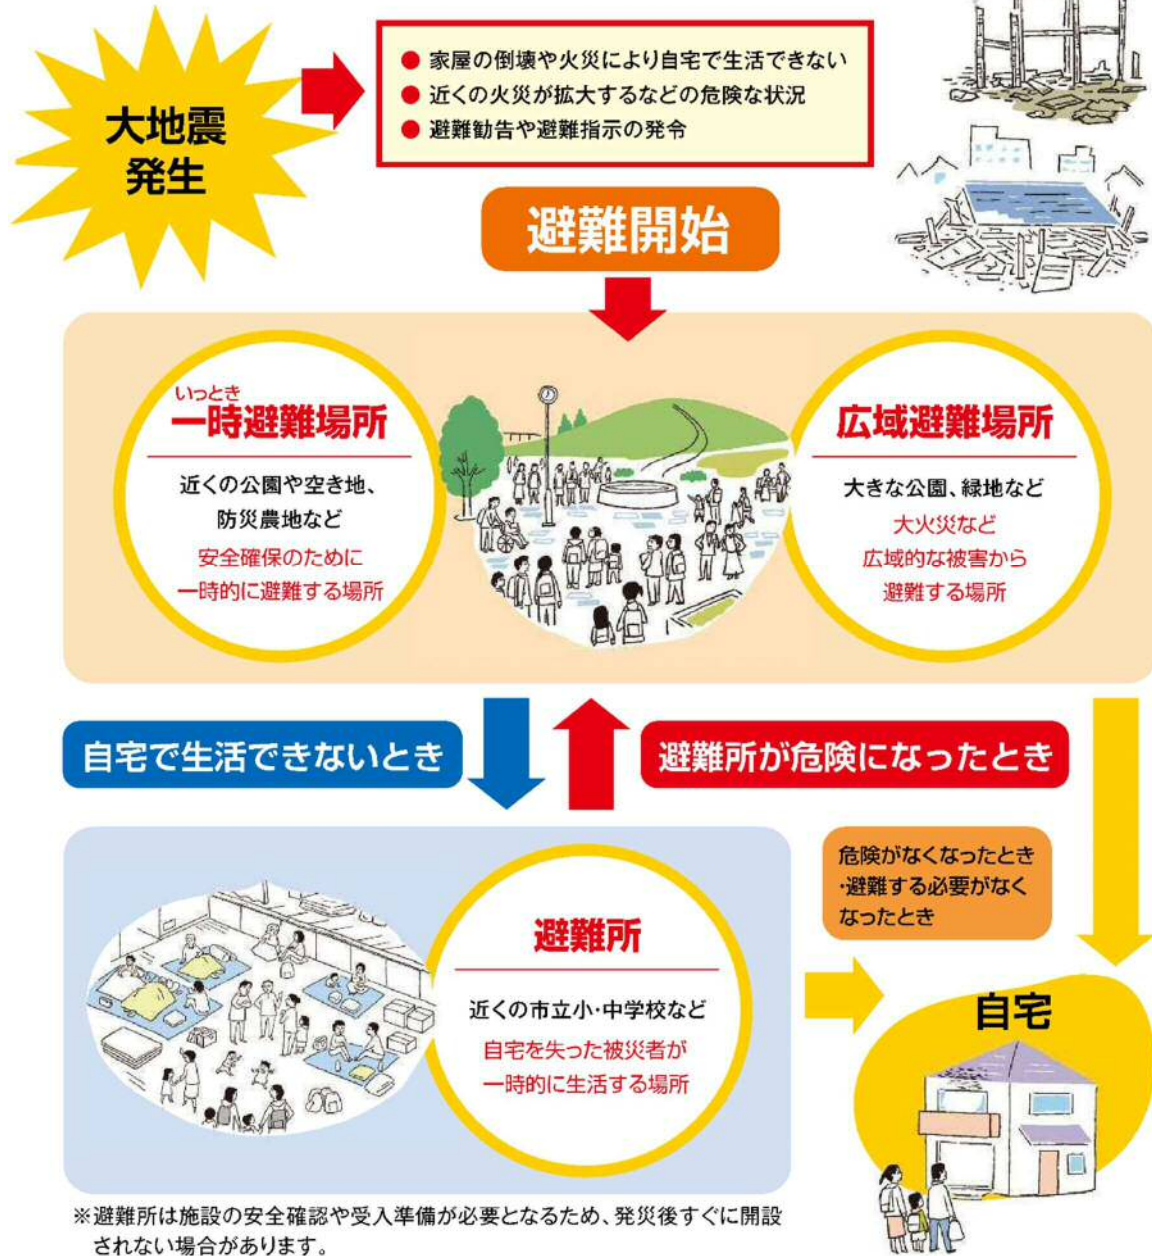 大地震
発生
● 家屋の倒壊や火災により自宅で生活できない
● 近くの火災が拡大するなどの危険な状況
● 避難勧告や避難指示の発令
避難開始
いっとき
一時避難場所
近くの公園や空き地、
防災農地など
安全確保のために
一時的に避難する場所
広域避難場所
大きな公園、緑地など
大火災など
広域的な被害から
避難する場所
自宅で生活できないとき
避難所が危険になったとき
危険がなくなったとき
・避難する必要がなく
なったとき
避難所
近くの市立小・中学校など
自宅を失った被災者が
一時的に生活する場所
自宅
※避難所は施設の安全確認や受入準備が必要となるため、発災後すぐに開設
されない場合があります。